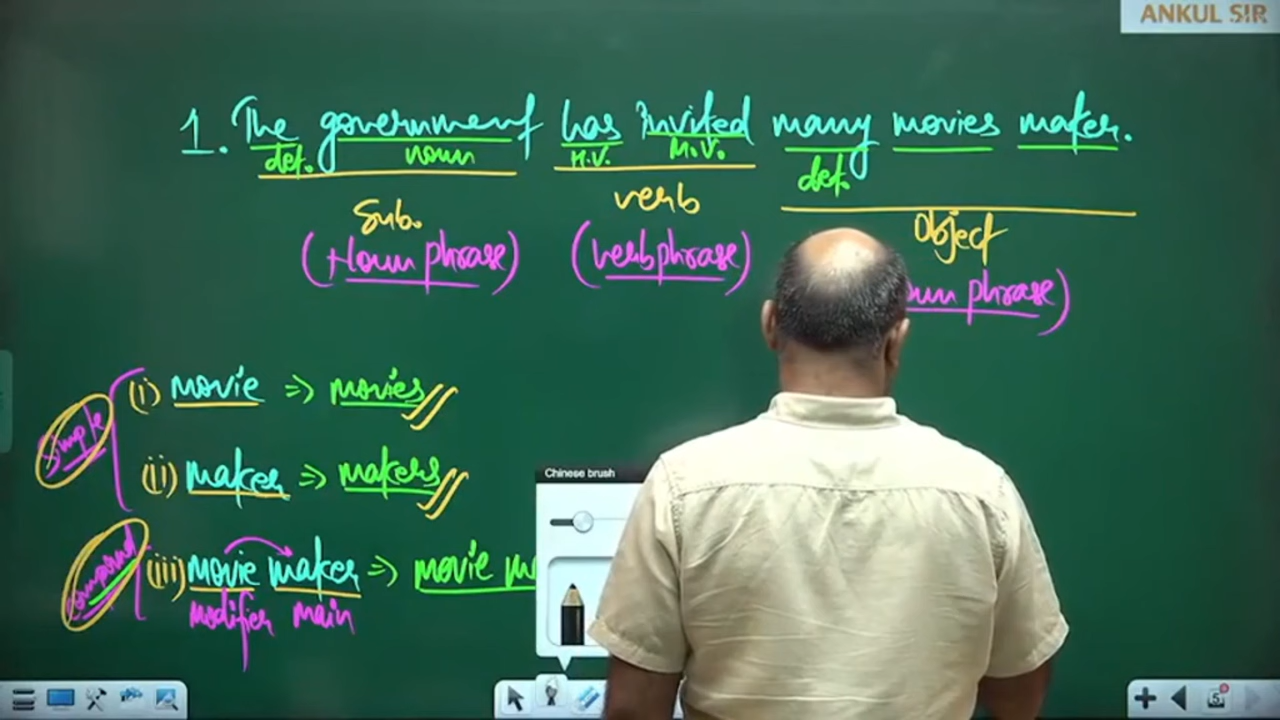 ANKUL SIR
1. The government has invited many movies maker.
det. noun H.V. M.V. det.
Sub. verb Object
(Noun phrase) (verb phrase) phrase)
(i) movie => movies
Simple
(ii) maker => makers
Chinese brush
Compound (iii) movie maker => movie
modifier main
5